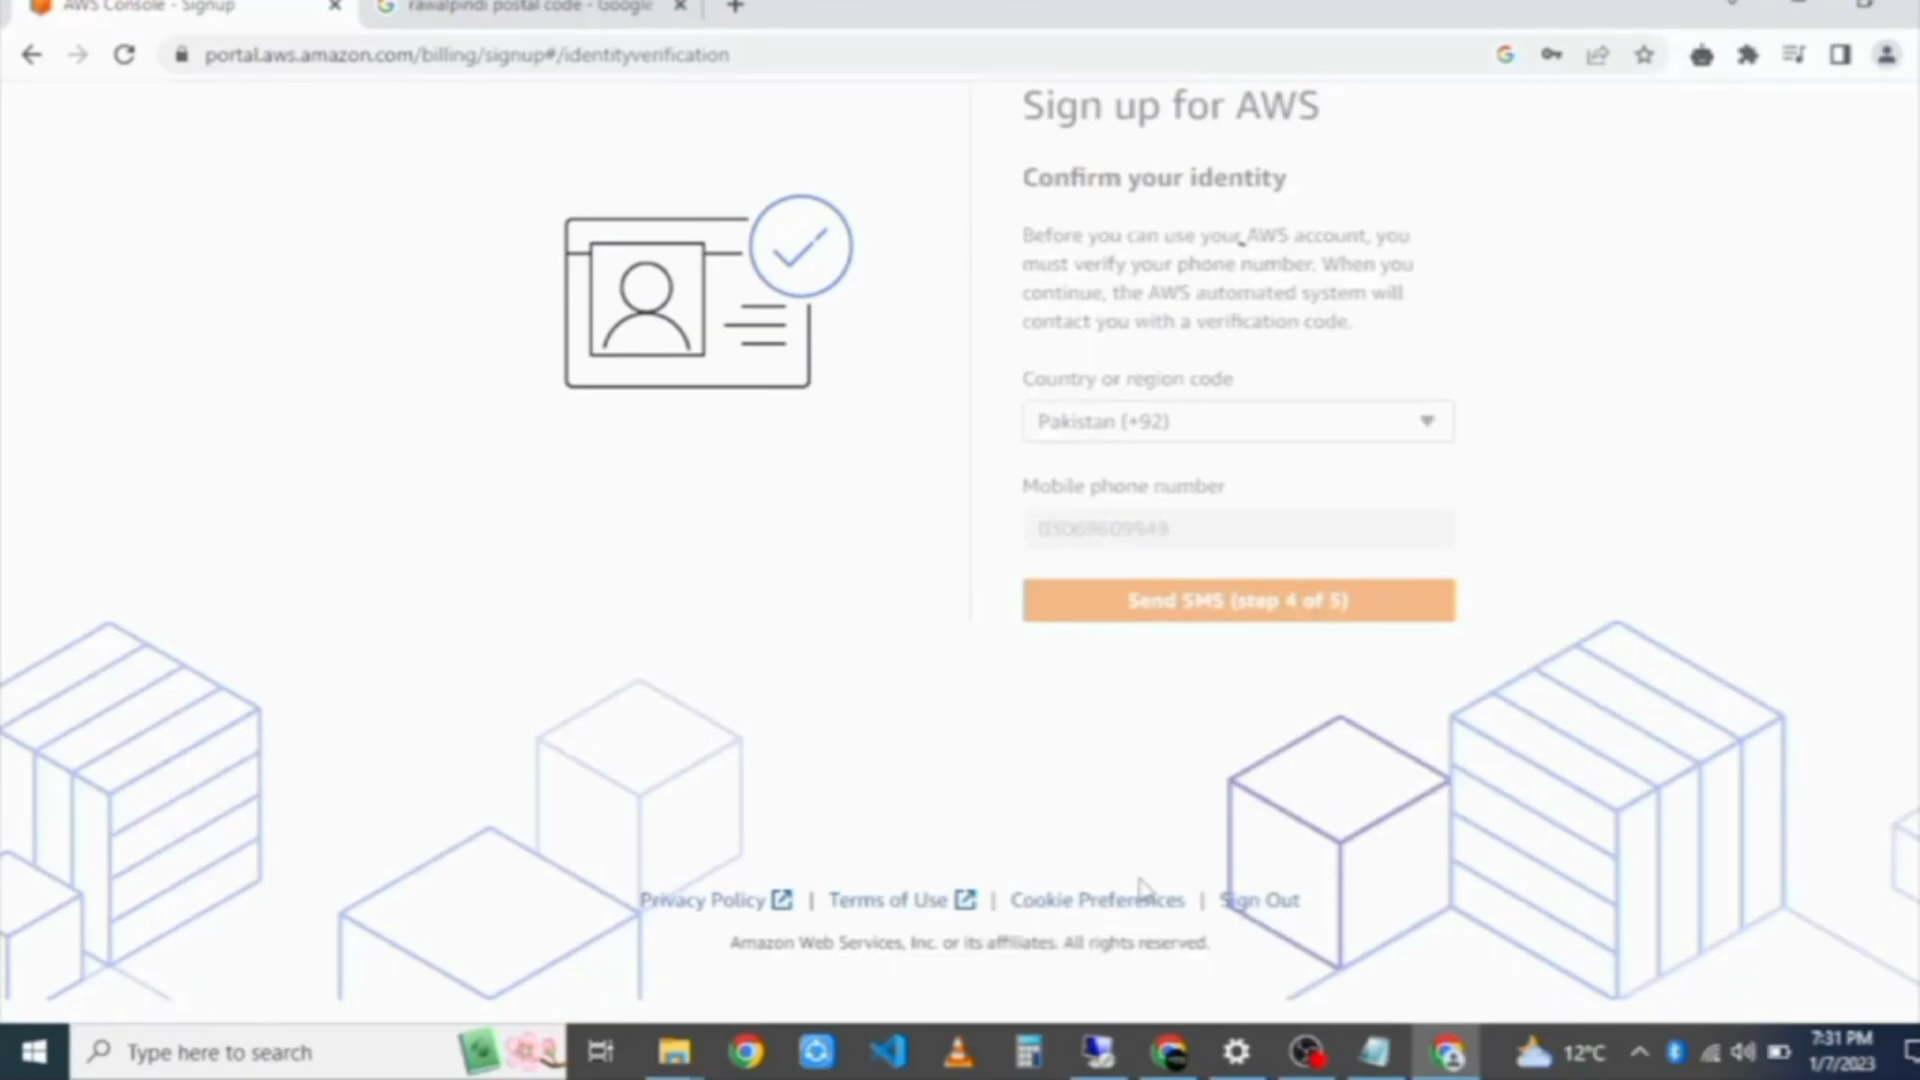 AWS Console - Signup
rawalpindi postal code - Google
portal.aws.amazon.com/billing/signup#/identityverification
Sign up for AWS
Confirm your identity
Before you can use your AWS account, you
must verify your phone number. When you
continue, the AWS automated system will
contact you with a verification code.
Country or region code
Pakistan (+92)
Mobile phone number
Send SMS (step 4 of 5)
Privacy Policy | Terms of Use | Cookie Preferences | Sign Out
Amazon Web Services, Inc. or its affiliates. All rights reserved.
Type here to search
12°C
7:31 PM
1/7/2023